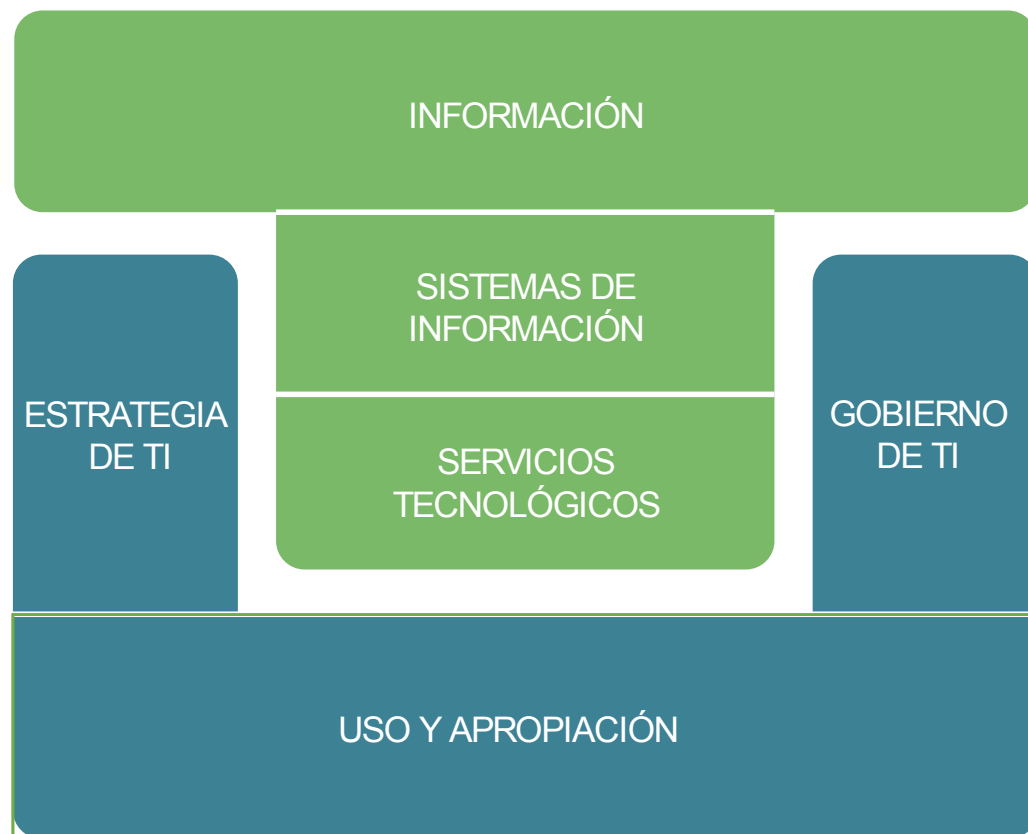 INFORMACIÓN
SISTEMAS DE
INFORMACIÓN
ESTRATEGIA
DE TI
GOBIERNO
DE TI
SERVICIOS
TECNOLÓGICOS
USO Y APROPIACIÓN